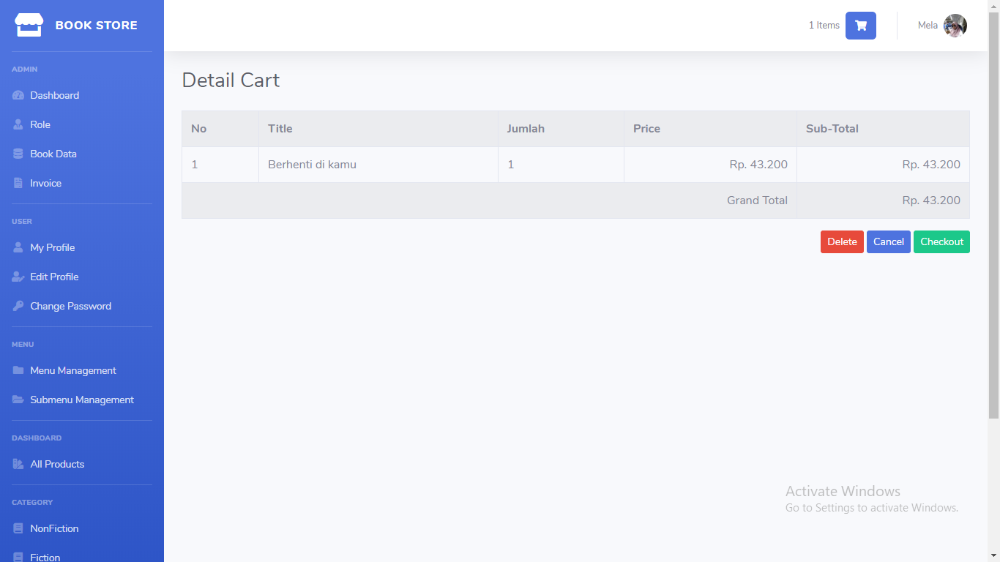 BOOK STORE
1 Items
Mela
ADMIN
Dashboard
Role
Book Data
Invoice
USER
My Profile
Edit Profile
Change Password
MENU
Menu Management
Submenu Management
DASHBOARD
All Products
CATEGORY
NonFiction
Fiction
Detail Cart
No Title Jumlah Price Sub-Total
1 Berhenti di kamu 1 Rp. 43.200 Rp. 43.200
Grand Total Rp. 43.200
Delete Cancel Checkout
Activate Windows
Go to Settings to activate Windows.